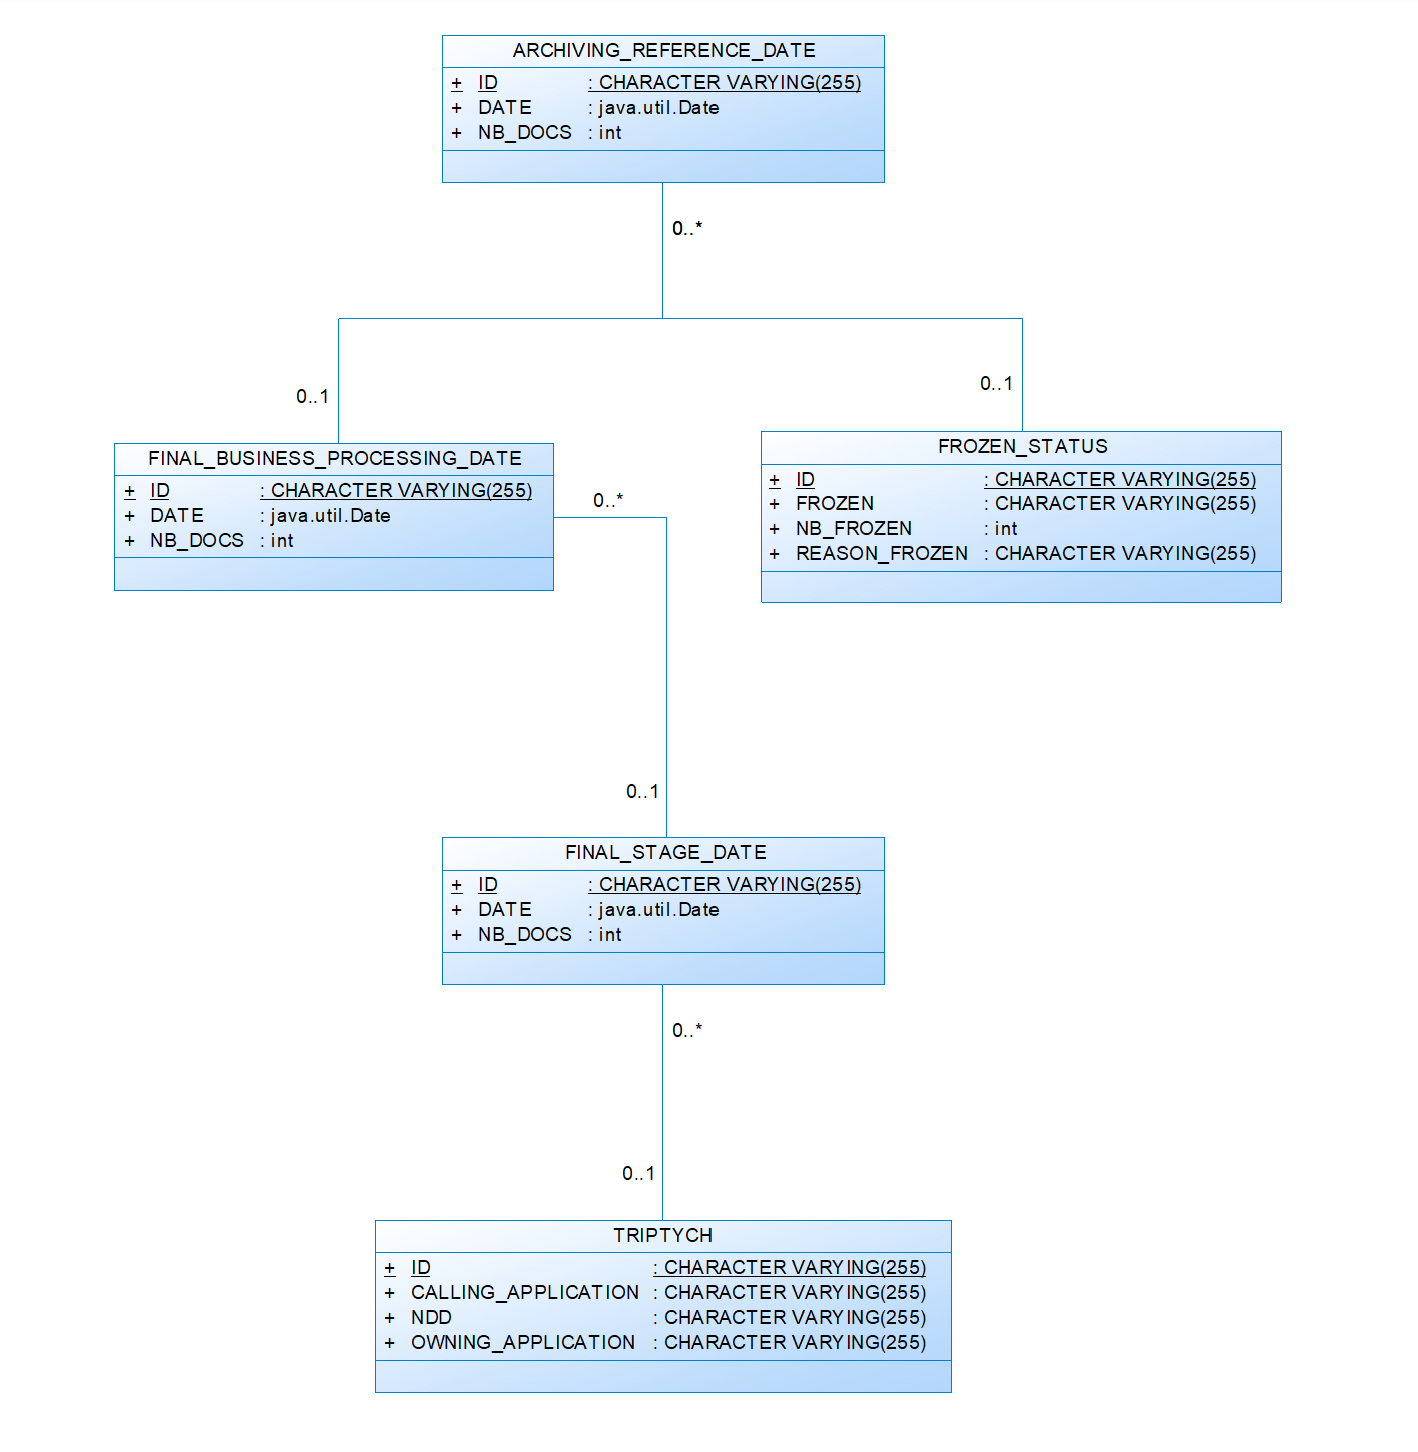 ARCHIVING_REFERENCE_DATE
+ ID : CHARACTER VARYING(255)
+ DATE : java.util.Date
+ NB_DOCS : int
0..*
0..1
0..1
FINAL_BUSINESS_PROCESSING_DATE
+ ID : CHARACTER VARYING(255)
+ DATE : java.util.Date
+ NB_DOCS : int
FROZEN_STATUS
+ ID : CHARACTER VARYING(255)
+ FROZEN : CHARACTER VARYING(255)
+ NB_FROZEN : int
+ REASON_FROZEN : CHARACTER VARYING(255)
0..*
0..1
FINAL_STAGE_DATE
+ ID : CHARACTER VARYING(255)
+ DATE : java.util.Date
+ NB_DOCS : int
0..*
0..1
TRIPTYCH
+ ID : CHARACTER VARYING(255)
+ CALLING_APPLICATION : CHARACTER VARYING(255)
+ NDD : CHARACTER VARYING(255)
+ OWNING_APPLICATION : CHARACTER VARYING(255)